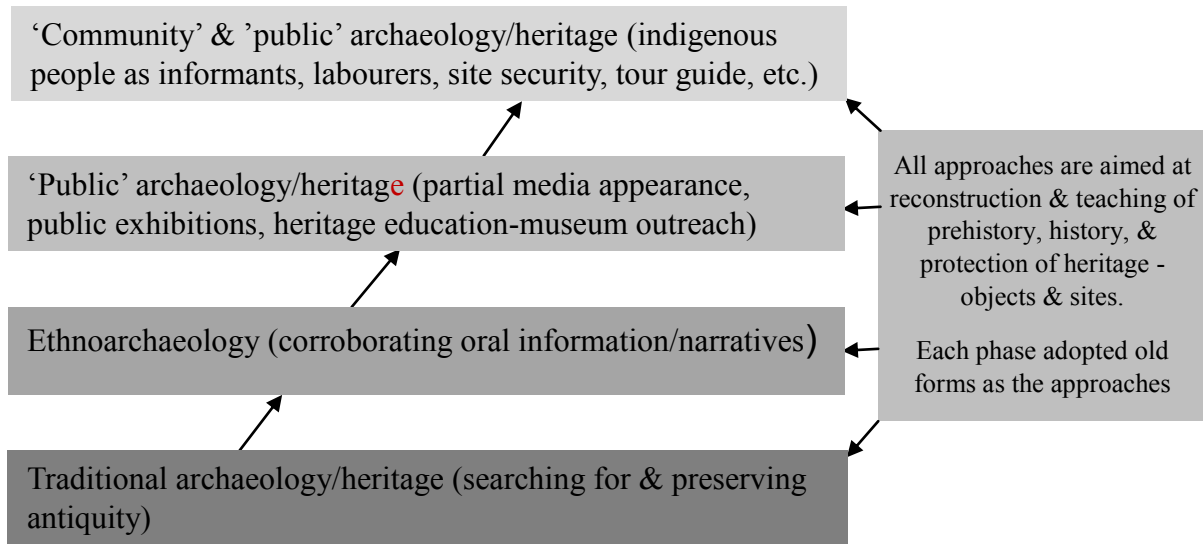 ‘Community’ & ’public’ archaeology/heritage (indigenous
people as informants, labourers, site security, tour guide, etc.)
‘Public’ archaeology/heritage (partial media appearance,
public exhibitions, heritage education-museum outreach)
Ethnoarchaeology (corroborating oral information/narratives)
Traditional archaeology/heritage (searching for & preserving
antiquity)
All approaches are aimed at
reconstruction & teaching of
prehistory, history, &
protection of heritage -
objects & sites.
Each phase adopted old
forms as the approaches